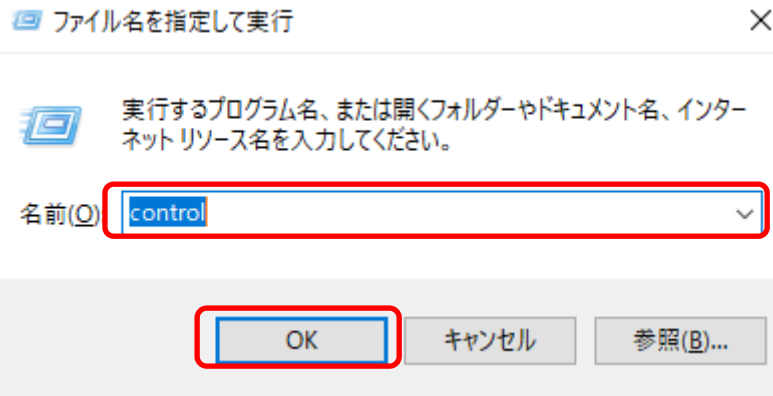 ファイル名を指定して実行
実行するプログラム名、または開くフォルダーやドキュメント名、インター
ネット リソース名を入力してください。
名前(O): control
OK キャンセル 参照(B)...